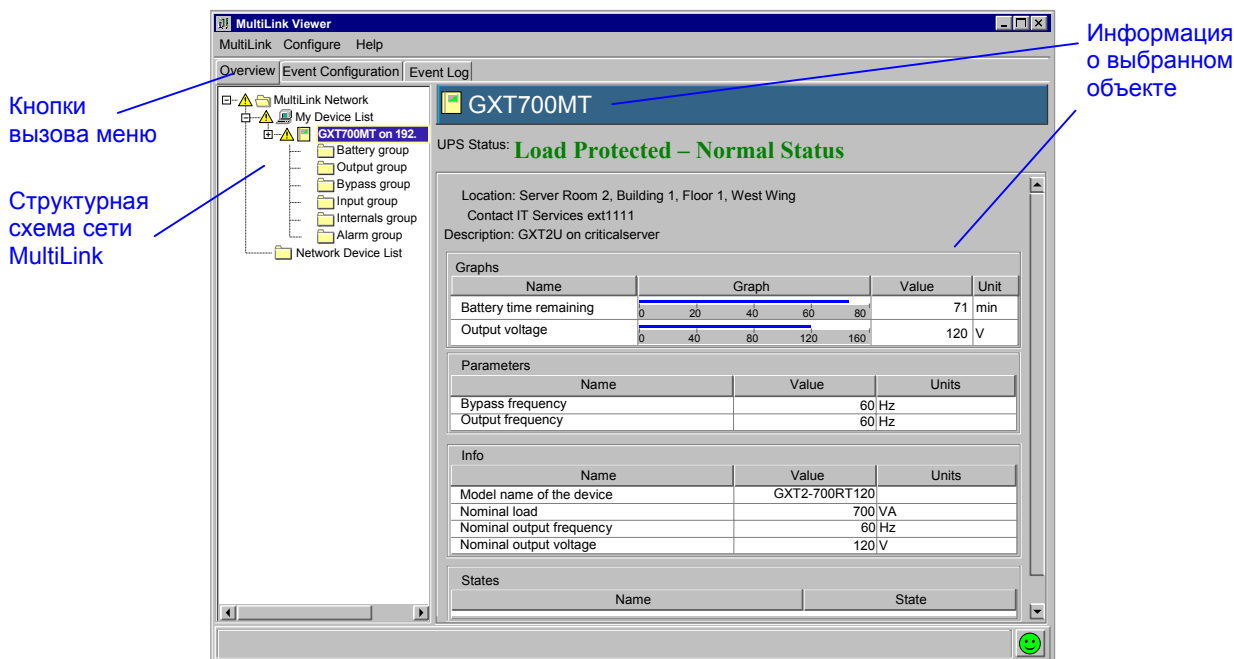 MultiLink Viewer
MultiLink Configure Help
Overview Event Configuration Event Log
Кнопки
вызова меню
Структурная
схема сети
MultiLink
Информация
о выбранном
объекте
MultiLink Network
My Device List
GXT700MT on 192.
Battery group
Output group
Bypass group
Input group
Internals group
Alarm group
Network Device List
GXT700MT
UPS Status: Load Protected – Normal Status
Location: Server Room 2, Building 1, Floor 1, West Wing
Contact IT Services ext1111
Description: GXT2U on criticalserver
Graphs
Name Graph Value Unit
Battery time remaining 0 20 40 60 80 71 min
Output voltage 0 40 80 120 160 120 V
Parameters
Name Value Units
Bypass frequency 60 Hz
Output frequency 60 Hz
Info
Name Value Units
Model name of the device GXT2-700RT120
Nominal load 700 VA
Nominal output frequency 60 Hz
Nominal output voltage 120 V
States
Name State